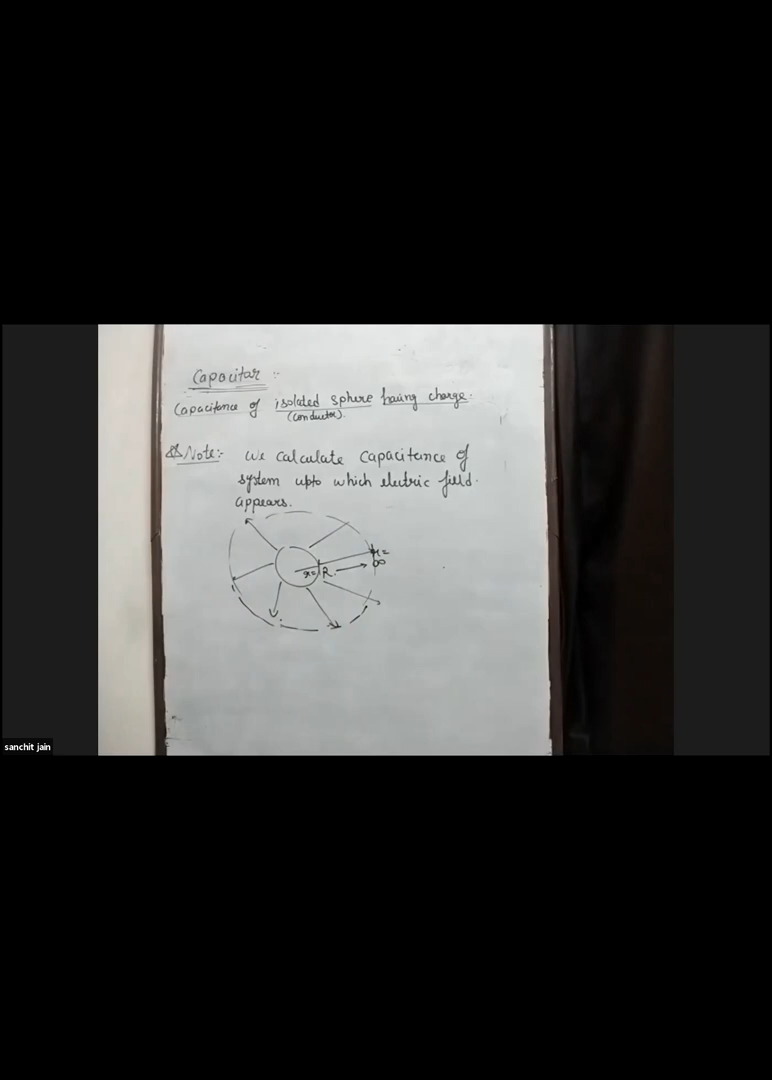 Capacitor :-
Capacitance of isolated sphere having charge.
(conductor).
Note:- We calculate capacitance of
system upto which electric field.
appears.
r=
r=R
∞
sanchit jain